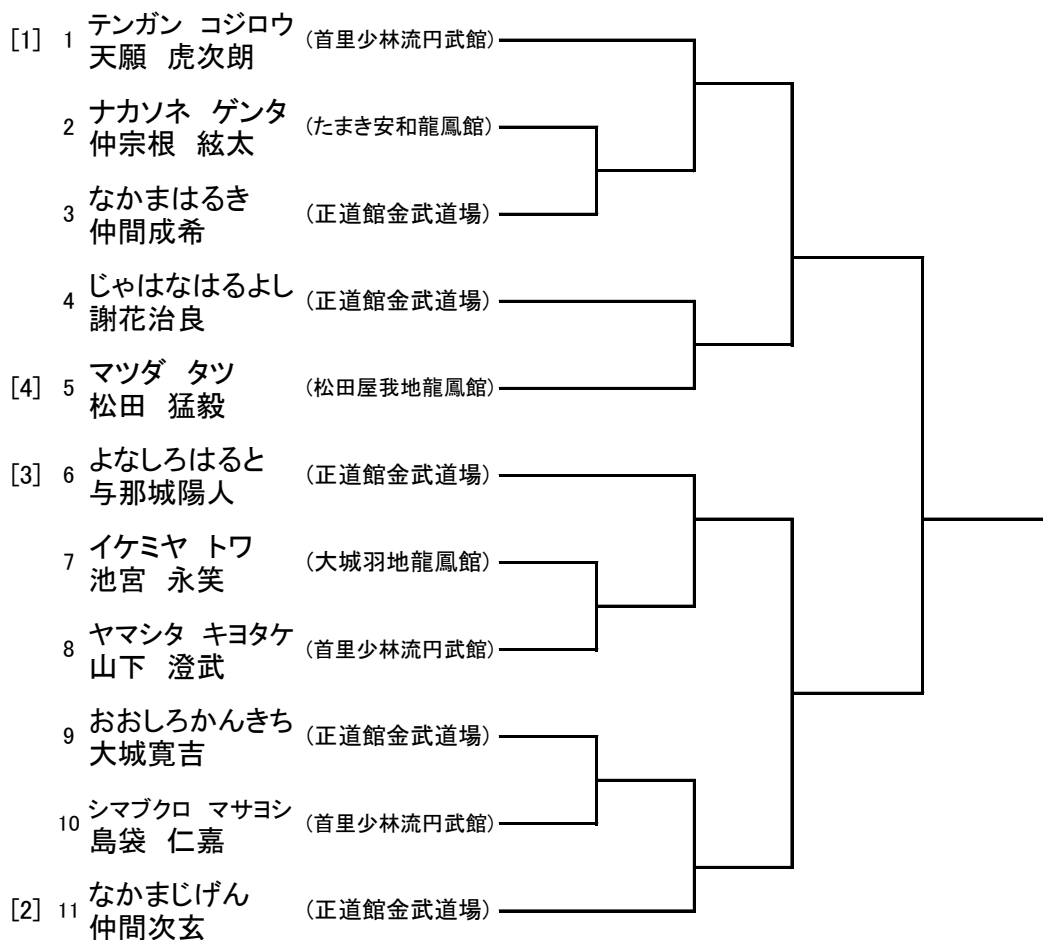 テンガン コジロウ
[1] 1 天願 虎次朗 (首里少林流円武館)
ナカソネ ゲンタ
2 仲宗根 絃太 (たまき安和龍鳳館)
なかまはるき
3 仲間成希 (正道館金武道場)
じゃはなはるよし
4 謝花治良 (正道館金武道場)
マツダ タツ
[4] 5 松田 猛毅 (松田屋我地龍鳳館)
よなしろはると
[3] 6 与那城陽人 (正道館金武道場)
イケミヤ トワ
7 池宮 永笑 (大城羽地龍鳳館)
ヤマシタ キヨタケ
8 山下 澄武 (首里少林流円武館)
おおしろかんきち
9 大城寛吉 (正道館金武道場)
シマブクロ マサヨシ
10 島袋 仁嘉 (首里少林流円武館)
なかまじげん
[2] 11 仲間次玄 (正道館金武道場)